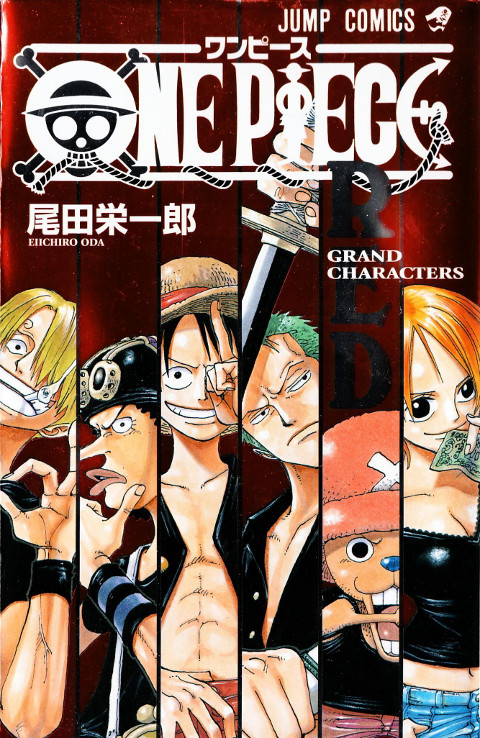 JUMP COMICS
ワンピース
ONE PIECE
尾田栄一郎
EIICHIRO ODA
RED
GRAND
CHARACTERS